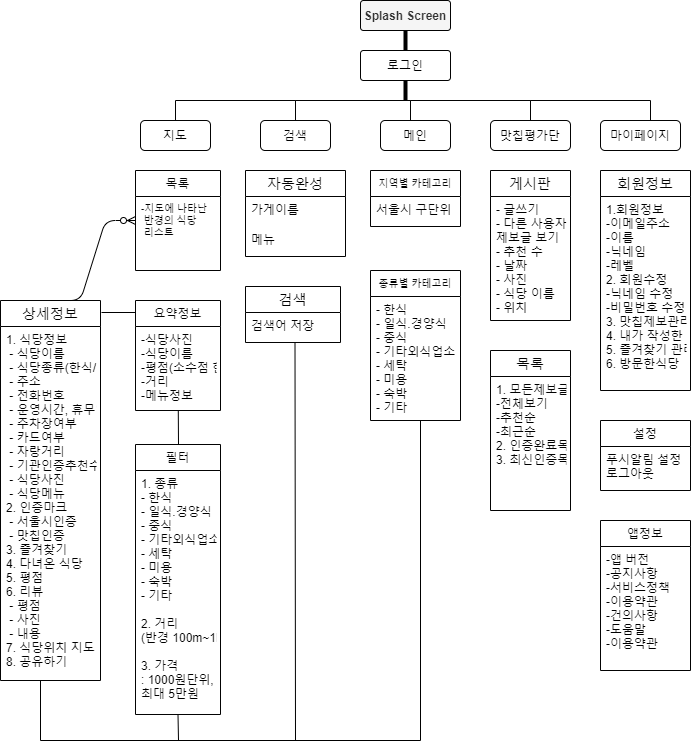 Splash Screen
로그인
지도
검색
메인
맛집평가단
마이페이지
목록
-지도에 나타난
반경의 식당
리스트
자동완성
가게이름
메뉴
지역별 카테고리
서울시 구단위
게시판
- 글쓰기
- 다른 사용자
제보글 보기
- 추천 수
- 날짜
- 사진
- 식당 이름
- 위치
회원정보
1.회원정보
-이메일주소
-이름
-닉네임
-레벨
2. 회원수정
-닉네임 수정
-비밀번호 수정
3. 맛집제보관리
4. 내가 작성한
5. 즐겨찾기 관리
6. 방문한식당
상세정보
1. 식당정보
- 식당이름
- 식당종류(한식/
- 주소
- 전화번호
- 운영시간, 휴무
- 주차장여부
- 카드여부
- 자랑거리
- 기관인증추천수
- 식당사진
- 식당메뉴
2. 인증마크
- 서울시인증
- 맛집인증
3. 즐겨찾기
4. 다녀온 식당
5. 평점
6. 리뷰
- 평점
- 사진
- 내용
7. 식당위치 지도
8. 공유하기
요약정보
-식당사진
-식당이름
-평점(소수점 한
-거리
-메뉴정보
검색
검색어 저장
종류별 카테고리
- 한식
- 일식.경양식
- 중식
- 기타외식업소
- 세탁
- 미용
- 숙박
- 기타
목록
1. 모든제보글
-전체보기
-추천순
-최근순
2. 인증완료목
3. 최신인증목
설정
푸시알림 설정
로그아웃
필터
1. 종류
- 한식
- 일식.경양식
- 중식
- 기타외식업소
- 세탁
- 미용
- 숙박
- 기타
2. 거리
(반경 100m~1
3. 가격
: 1000원단위,
최대 5만원
앱정보
-앱 버전
-공지사항
-서비스정책
-이용약관
-건의사항
-도움말
-이용약관